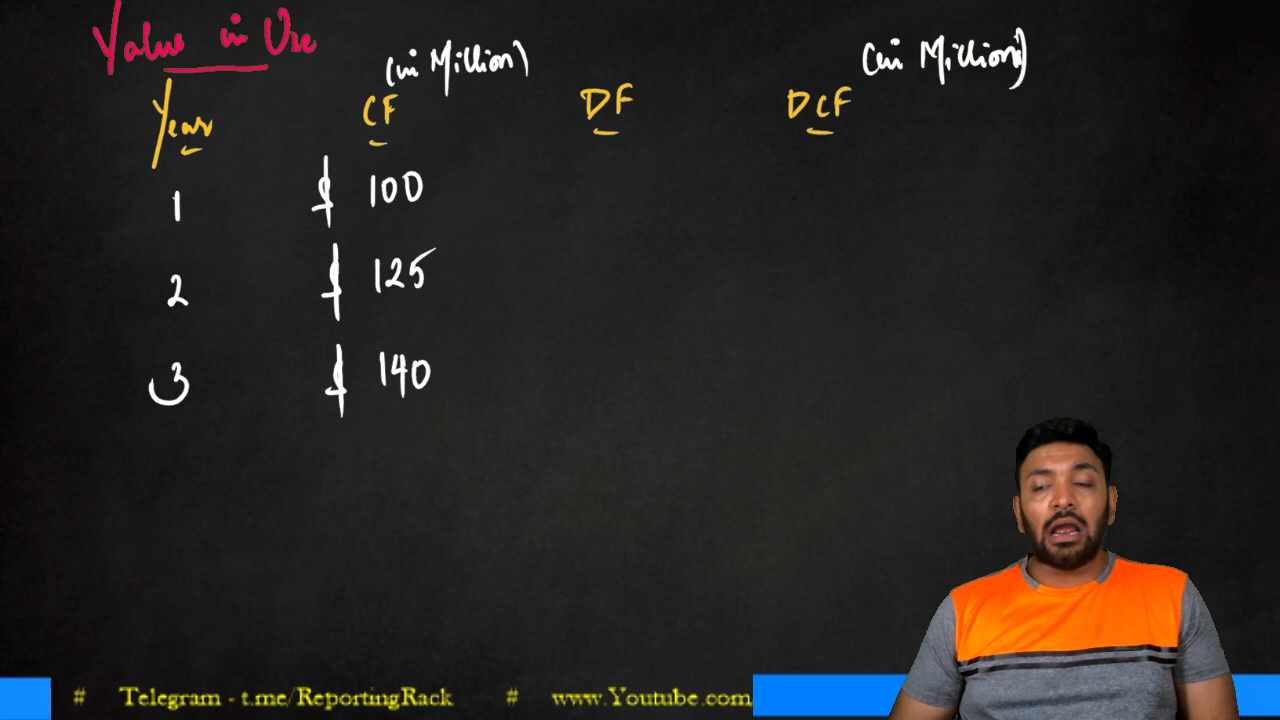 Value in Use
(in Million) (in Million)
Year CF DF DCF
1 $ 100
2 $ 125
3 $ 140
# Telegram - t.me/ReportingRack # www.Youtube.com